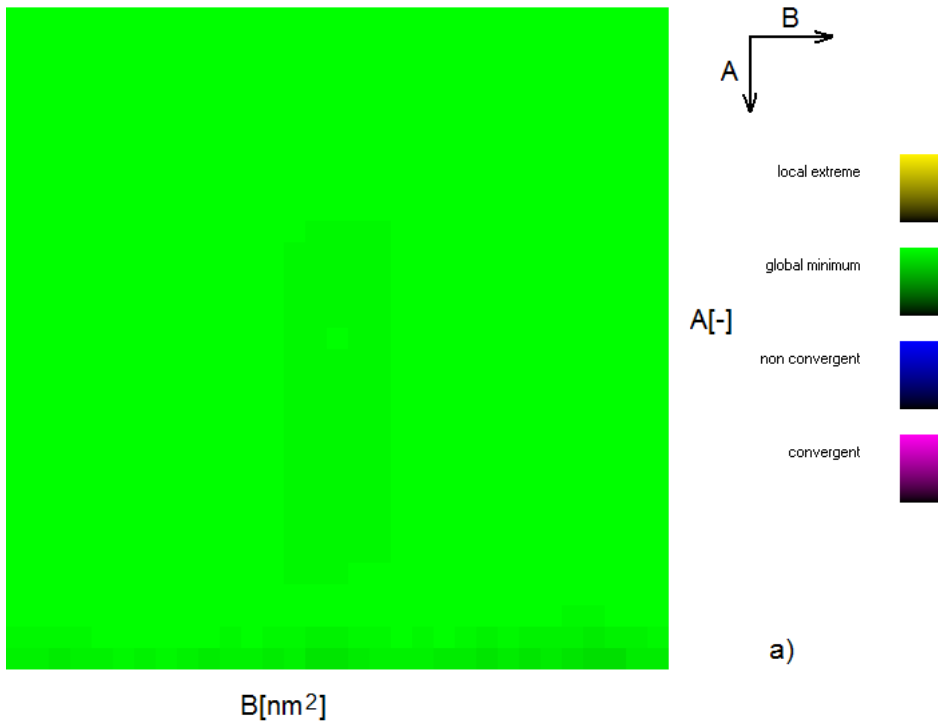 B
A
local extreme
global minimum
A[-]
non convergent
convergent
a)
B[nm²]